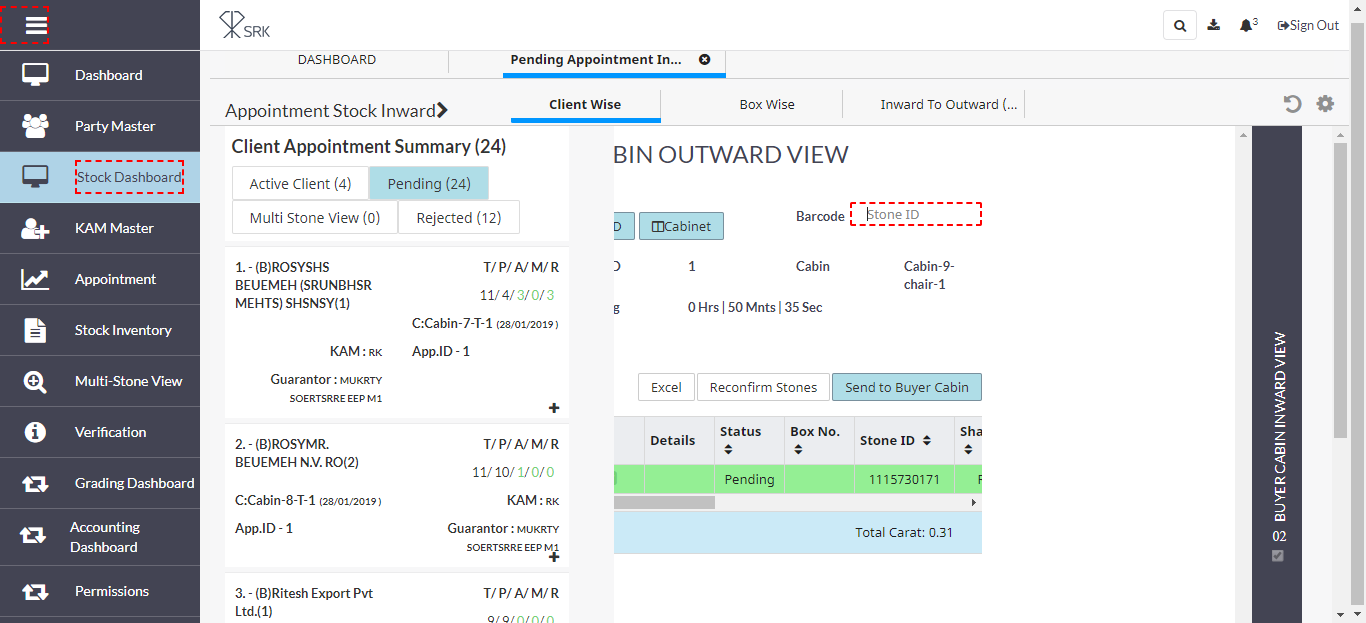 SRK
3
Sign Out
Dashboard
Party Master
Stock Dashboard
KAM Master
Appointment
Stock Inventory
Multi-Stone View
Verification
Grading Dashboard
Accounting
Dashboard
Permissions
DASHBOARD
Pending Appointment In...
Appointment Stock Inward
Client Wise
Box Wise
Inward To Outward (...
Client Appointment Summary (24)
Active Client (4)
Pending (24)
Multi Stone View (0)
Rejected (12)
1. - (B)ROSYSHS
BEUEMEH (SRUNBHSR
MEHTS) SHSNSY(1)
T/ P/ A/ M/ R
11/ 4/ 3/ 0/ 3
C:Cabin-7-T-1 (28/01/2019 )
KAM : RK
App.ID - 1
Guarantor : MUKRTY
SOERTSRRE EEP M1
2. - (B)ROSYMR.
BEUEMEH N.V. RO(2)
T/ P/ A/ M/ R
11/ 10/ 1/ 0/ 0
C:Cabin-8-T-1 (28/01/2019 )
KAM : RK
App.ID - 1
Guarantor : MUKRTY
SOERTSRRE EEP M1
3. - (B)Ritesh Export Pvt
Ltd.(1)
T/ P/ A/ M/ R
9/ 9/ 0/ 0/ 0
BIN OUTWARD VIEW
D
Cabinet
Barcode
Stone ID
D
1
Cabin
Cabin-9-
chair-1
g
0 Hrs | 50 Mnts | 35 Sec
Excel
Reconfirm Stones
Send to Buyer Cabin
Details
Status
Box No.
Stone ID
Sha
Pending
1115730171
Total Carat: 0.31
02 BUYER CABIN INWARD VIEW